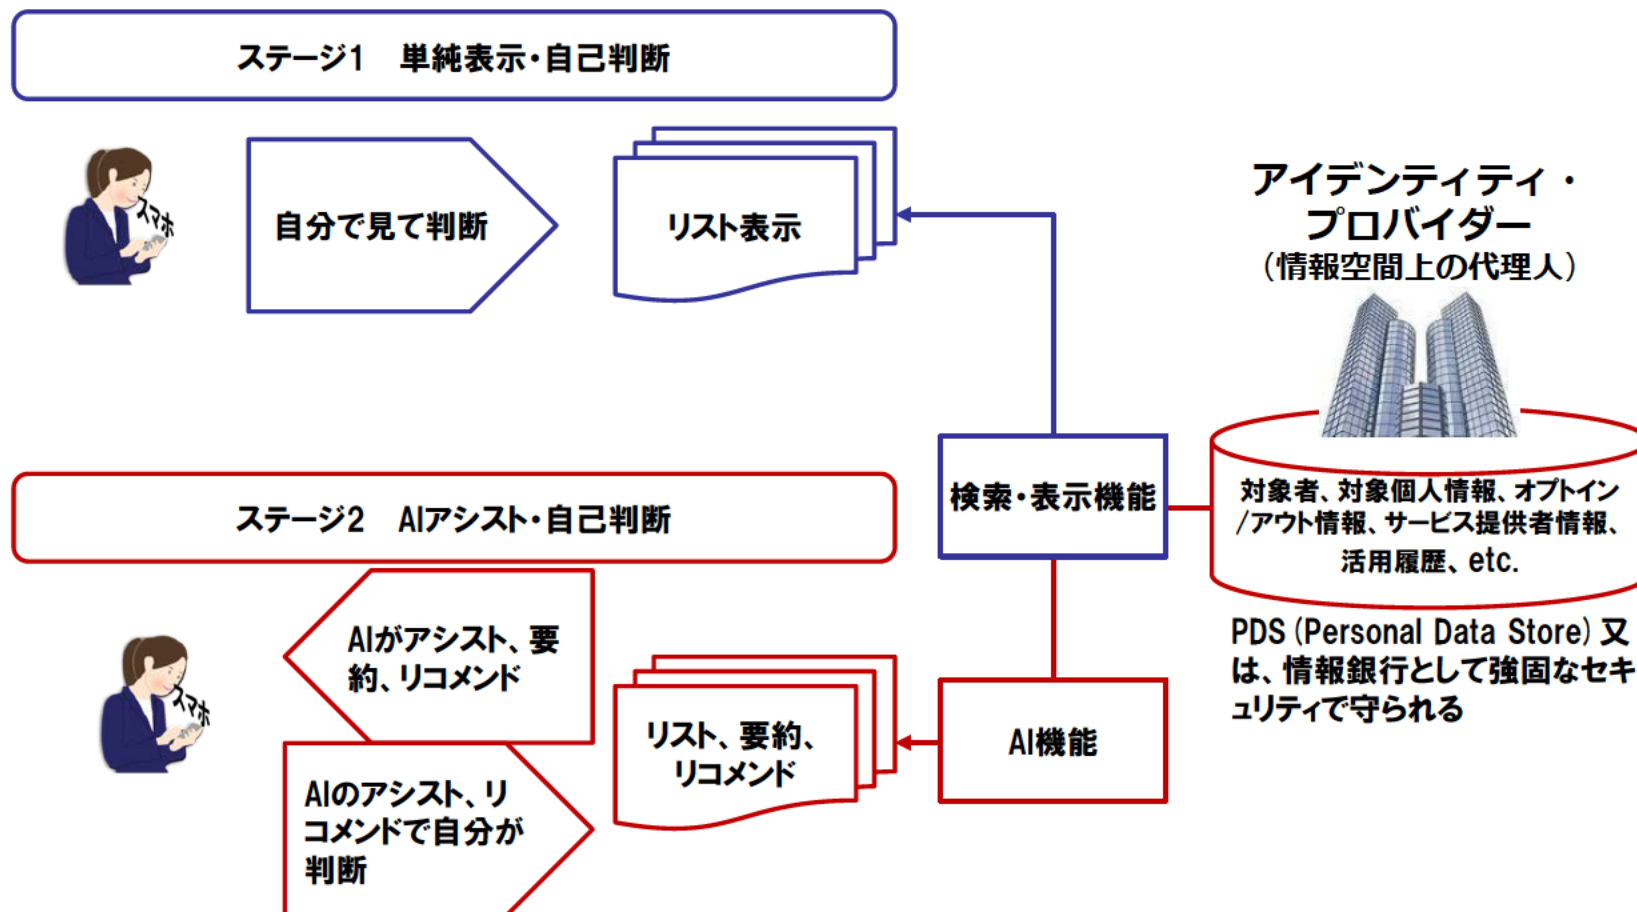 ステージ1　単純表示・自己判断
スマホ
自分で見て判断
リスト表示
アイデンティティ・
プロバイダー
（情報空間上の代理人）
検索・表示機能
対象者、対象個人情報、オプトイン
/アウト情報、サービス提供者情報、
活用履歴、etc.
PDS（Personal Data Store）又
は、情報銀行として強固なセキ
ュリティで守られる
ステージ2　AIアシスト・自己判断
スマホ
AIがアシスト、要
約、リコメンド
AIのアシスト、リ
コメンドで自分が
判断
リスト、要約、
リコメンド
AI機能